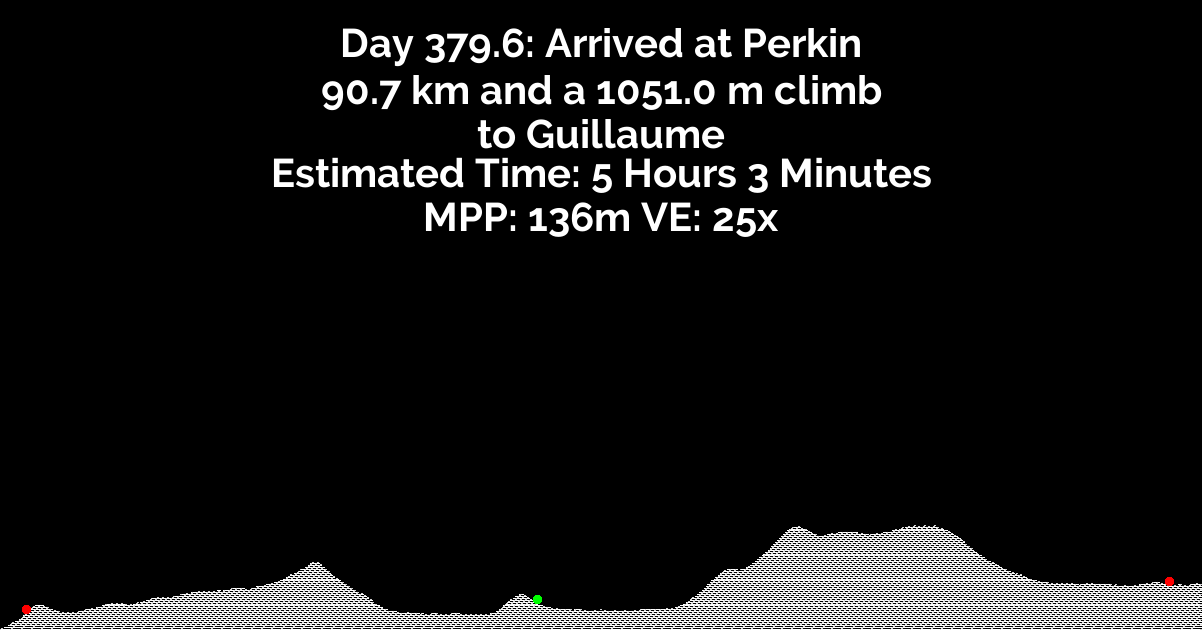 Day 379.6: Arrived at Perkin
90.7 km and a 1051.0 m climb
to Guillaume
Estimated Time: 5 Hours 3 Minutes
MPP: 136m VE: 25x